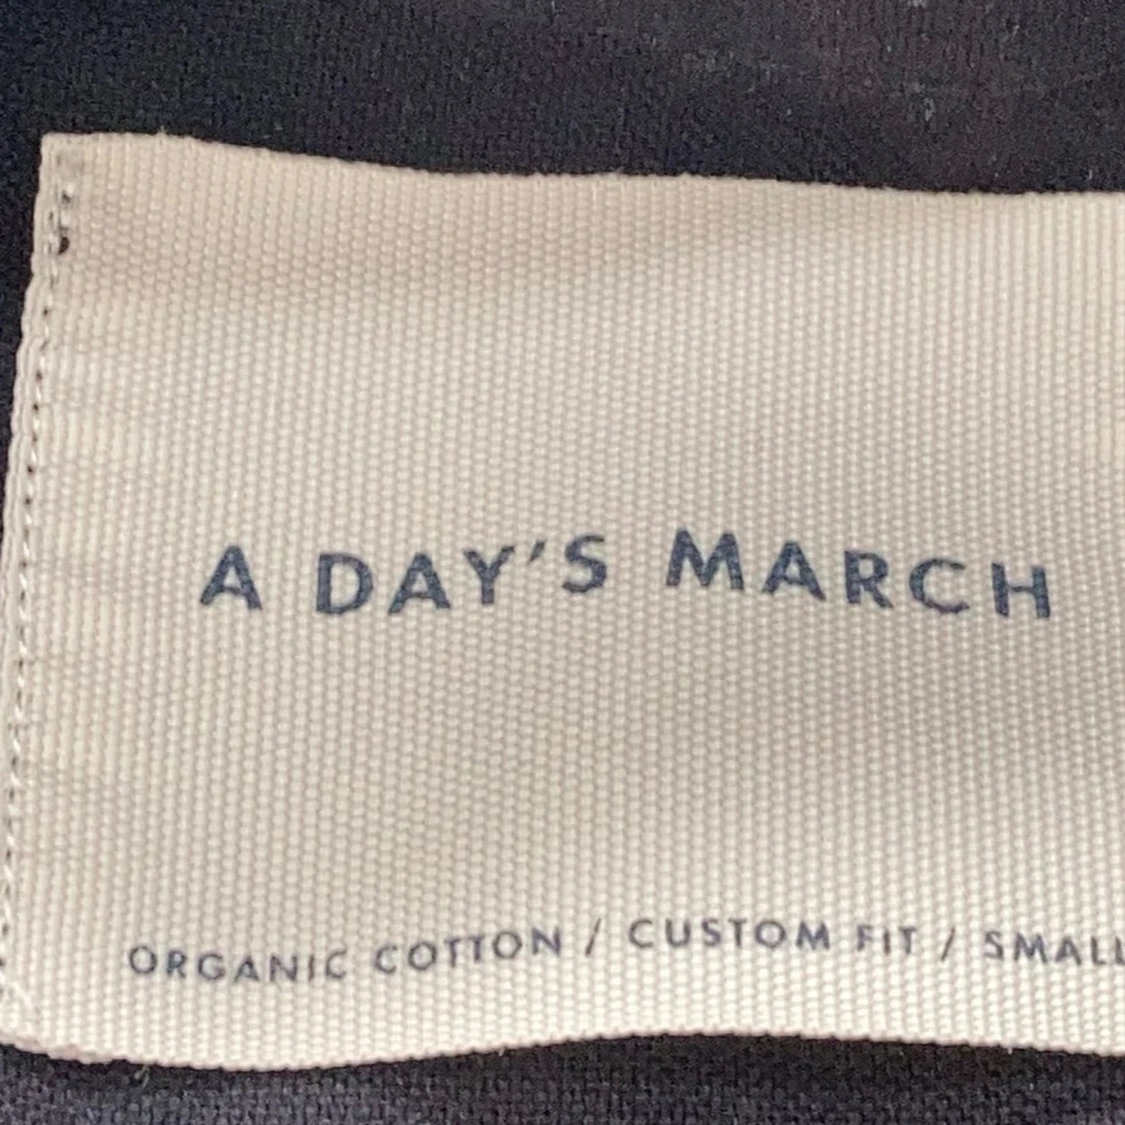 A DAY'S MARCH
ORGANIC COTTON / CUSTOM FIT / SMALL